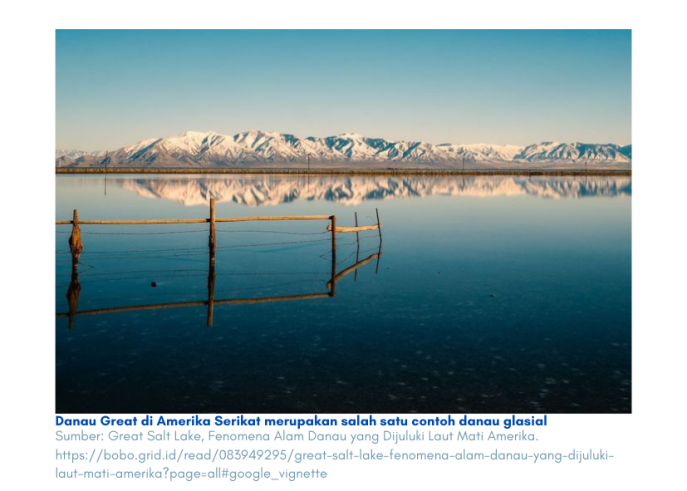 Danau Great di Amerika Serikat merupakan salah satu contoh danau glasial
Sumber: Great Salt Lake, Fenomena Alam Danau yang Dijuluki Laut Mati Amerika.
https://bobo.grid.id/read/083949295/great-salt-lake-fenomena-alam-danau-yang-dijuluki-
laut-mati-amerika?page=all#google_vignette